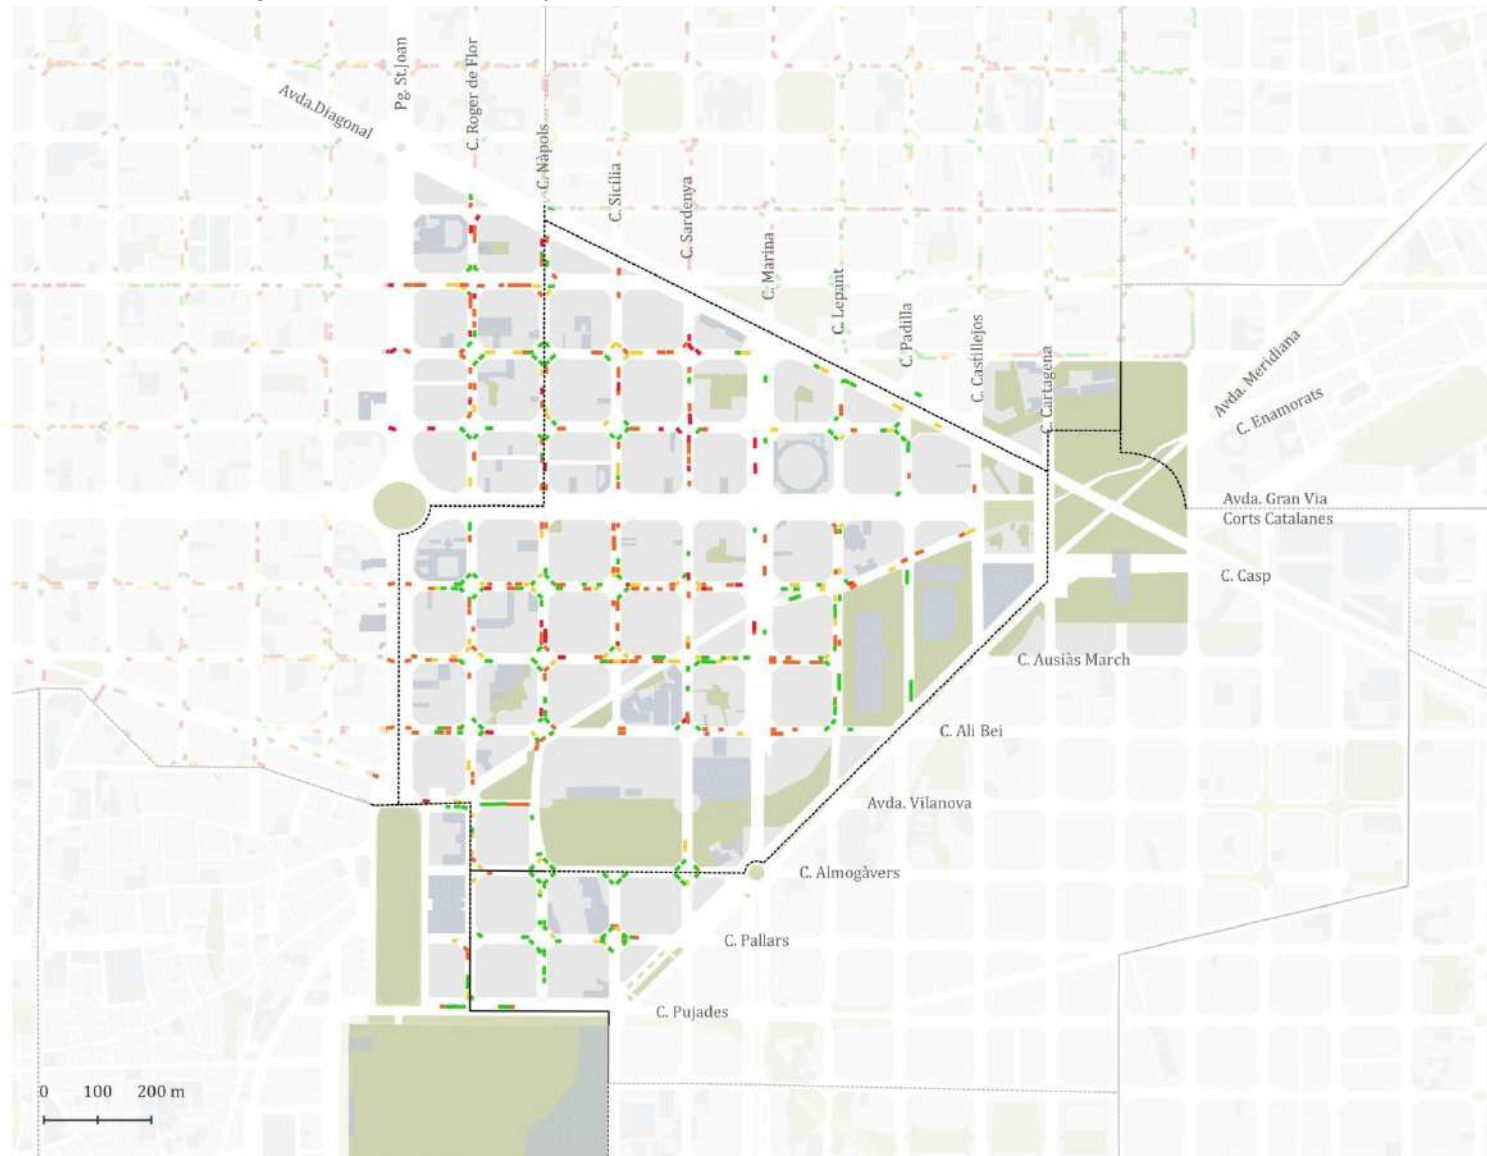 Pg. St.Joan
C. Roger de Flor
Avda.Diagonal
C. Nàpols
C. Sicília
C. Sardenya
C. Marina
C. Lepant
C. Padilla
C. Castillejos
C. Cartagena
Avda. Meridiana
C. Enamorats
Avda. Gran Via
Corts Catalanes
C. Casp
C. Ausiàs March
C. Ali Bei
Avda. Vilanova
C. Almogàvers
C. Pallars
C. Pujades
0 100 200 m